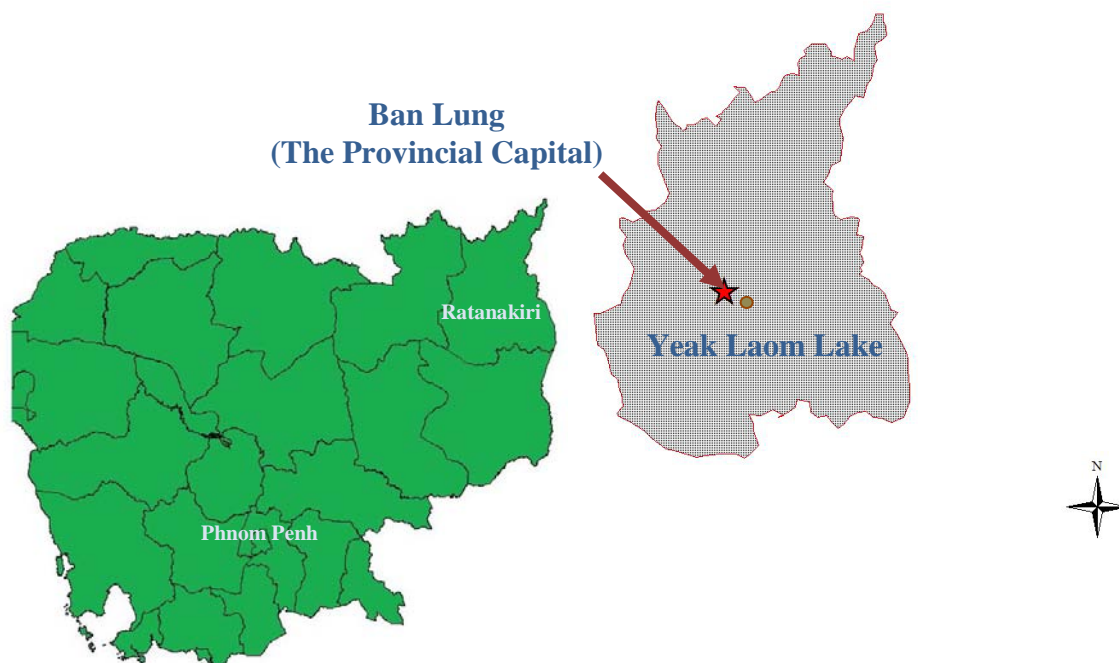 Ban Lung
(The Provincial Capital)
Ratanakiri
Yeak Laom Lake
N
Phnom Penh